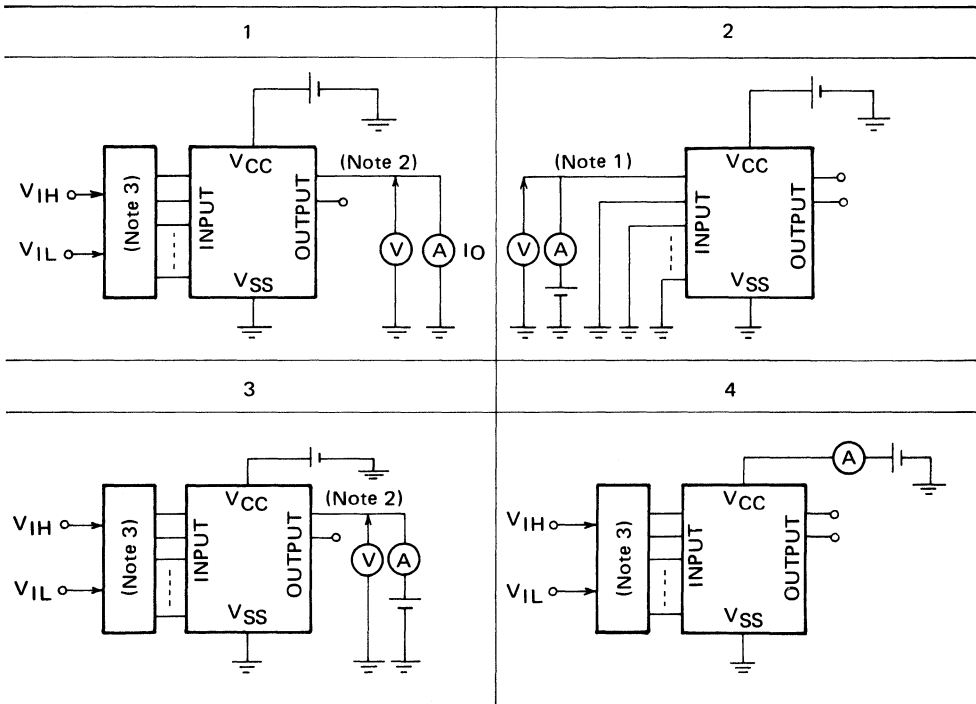 1
VCC
(Note 2)
VIH
VIL
(Note 3)
INPUT
OUTPUT
VSS
V
A
IO
2
VCC
(Note 1)
INPUT
OUTPUT
VSS
V
A
3
VCC
(Note 2)
VIH
VIL
(Note 3)
INPUT
OUTPUT
VSS
V
A
4
A
VCC
VIH
VIL
(Note 3)
INPUT
OUTPUT
VSS